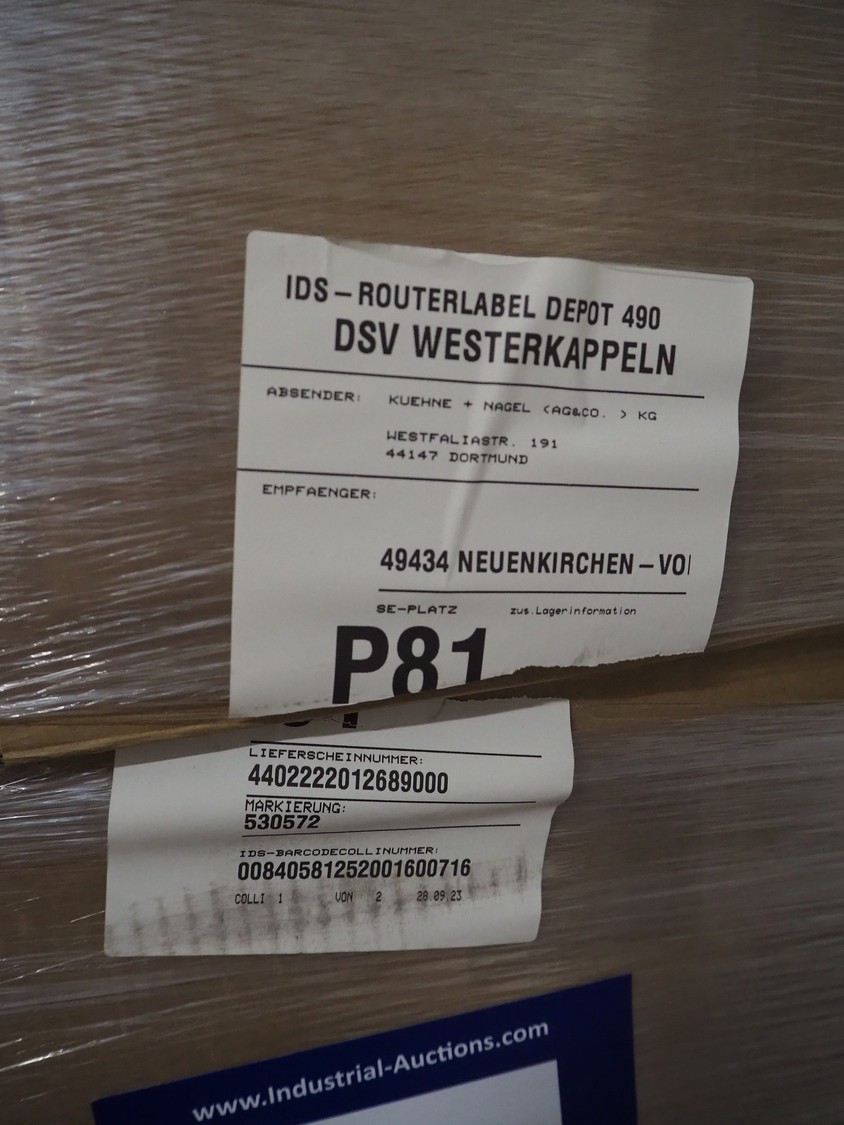 IDS-ROUTERLABEL DEPOT 490
DSV WESTERKAPPELN
ABSENDER: KUEHNE + NAGEL (AG&CO. ) KG
WESTFALIASTR. 191
44147 DORTMUND
EMPFAENGER:
49434 NEUENKIRCHEN-VO
SE-PLATZ zus.Lagerinformation
P81
LIEFERSCHEINNUMMER:
4402222012689000
MARKIERUNG:
530572
IDS-BARCODECOLLINUMMER:
00840581252001600716
COLLI 1 VON 2 28.09.23
www.Industrial-Auctions.com